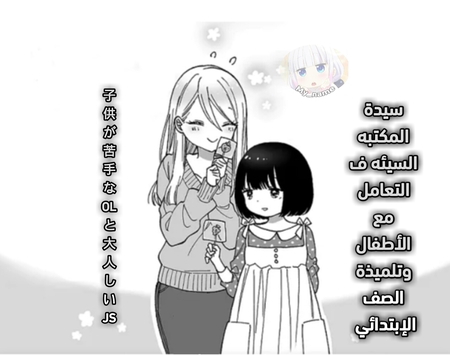 子供が苦手なOLと大人しいJS
My_namo
سيدة
المكتبه
السيئه ف
التعامل
مع
الأطفال
وتلميذة
الصف
الإبتدائي